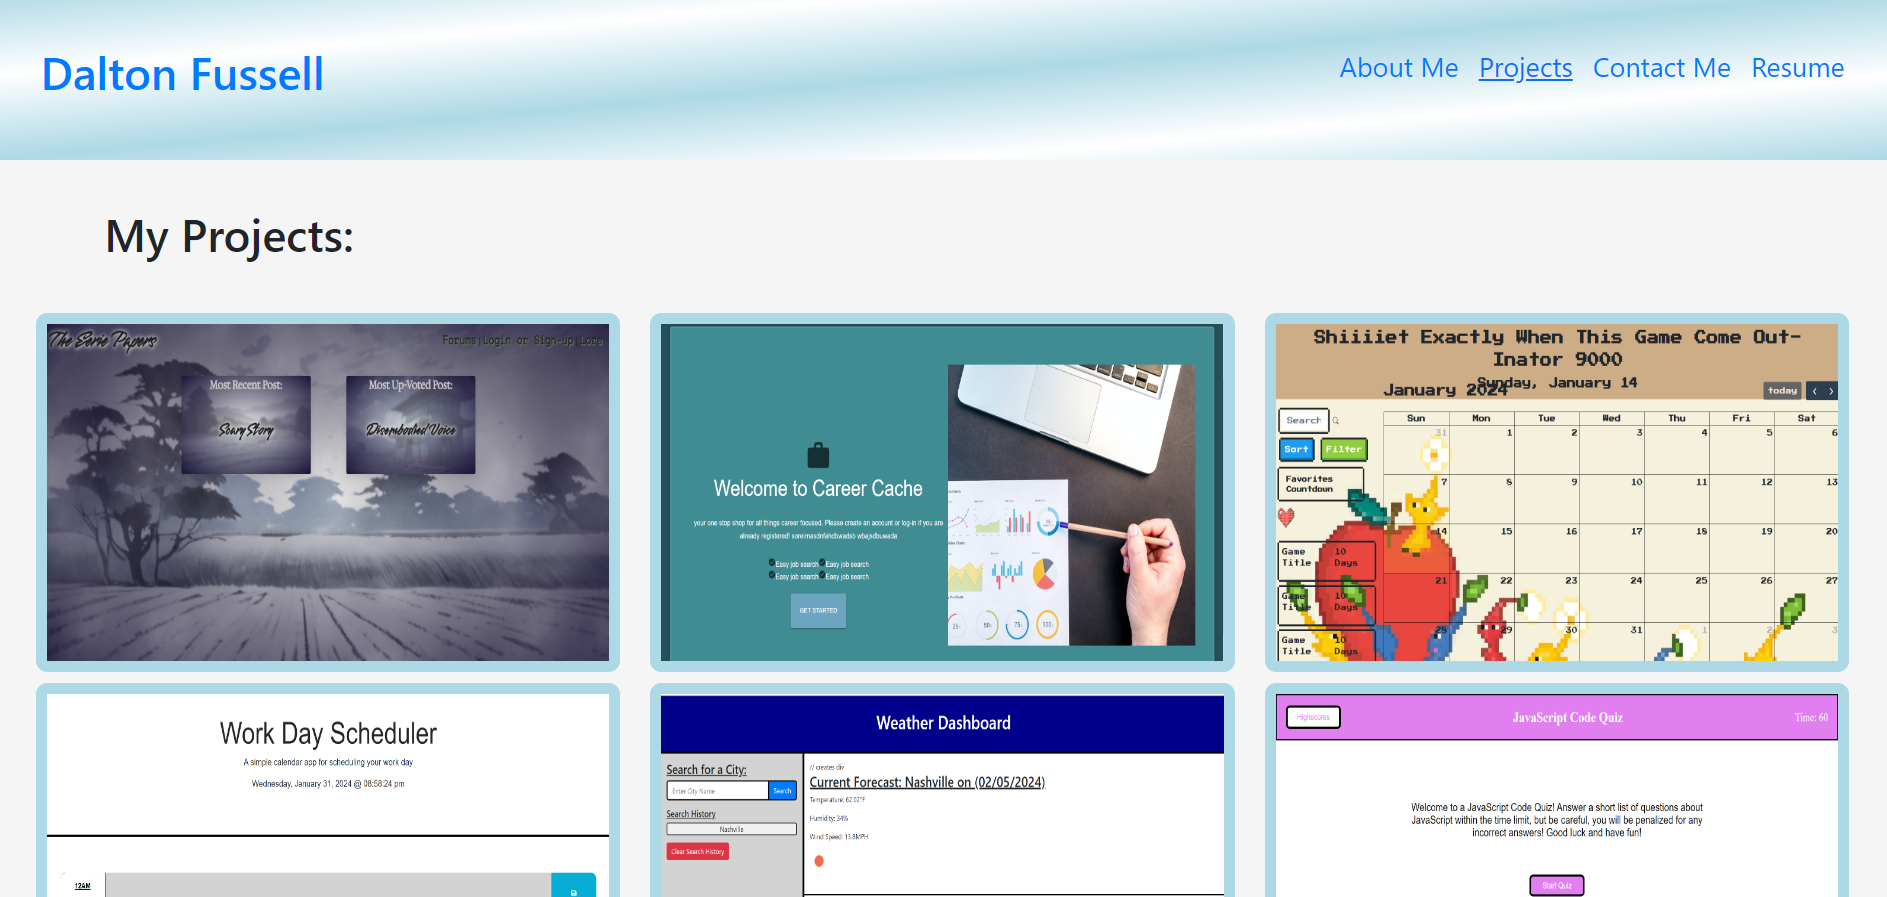 Dalton Fussell
About Me Projects Contact Me Resume
My Projects:
The Eerie Papers
Forums|Login or Sign-up|Lore
Most Recent Post:
Scary Story
Most Up-Voted Post:
Disembodied Voice
Welcome to Career Cache
your one stop shop for all things career focused. Please create an account or log-in if you are
already registered!
Easy job search Easy job search
Easy job search Easy job search
GET STARTED
25%
50%
75%
100%
Shiiiiet Exactly When This Game Come Out-
Inator 9000
Sunday, January 14
January 2024
today
Search
Sort Filter
Favorites
Countdown
Game 10
Title Days
Game 10
Title Days
Game 10
Title Days
Sun Mon Tue Wed Thu Fri Sat
31 1 2 3 4 5 6
7 8 9 10 11 12 13
14 15 16 17 18 19 20
21 22 23 24 25 26 27
28 29 30 31 1 2 3
Work Day Scheduler
A simple calendar app for scheduling your work day
Wednesday, January 31, 2024 @ 08:58:24 pm
12AM
Weather Dashboard
Search for a City:
Enter City Name Search
Search History
Nashville
Clear Search History
// creates div
Current Forecast: Nashville on (02/05/2024)
Temperature: 62.02°F
Humidity: 34%
Wind Speed: 13.8MPH
Highscores
JavaScript Code Quiz
Time: 60
Welcome to a JavaScript Code Quiz! Answer a short list of questions about
JavaScript within the time limit, but be careful, you will be penalized for any
incorrect answers! Good luck and have fun!
Start Quiz